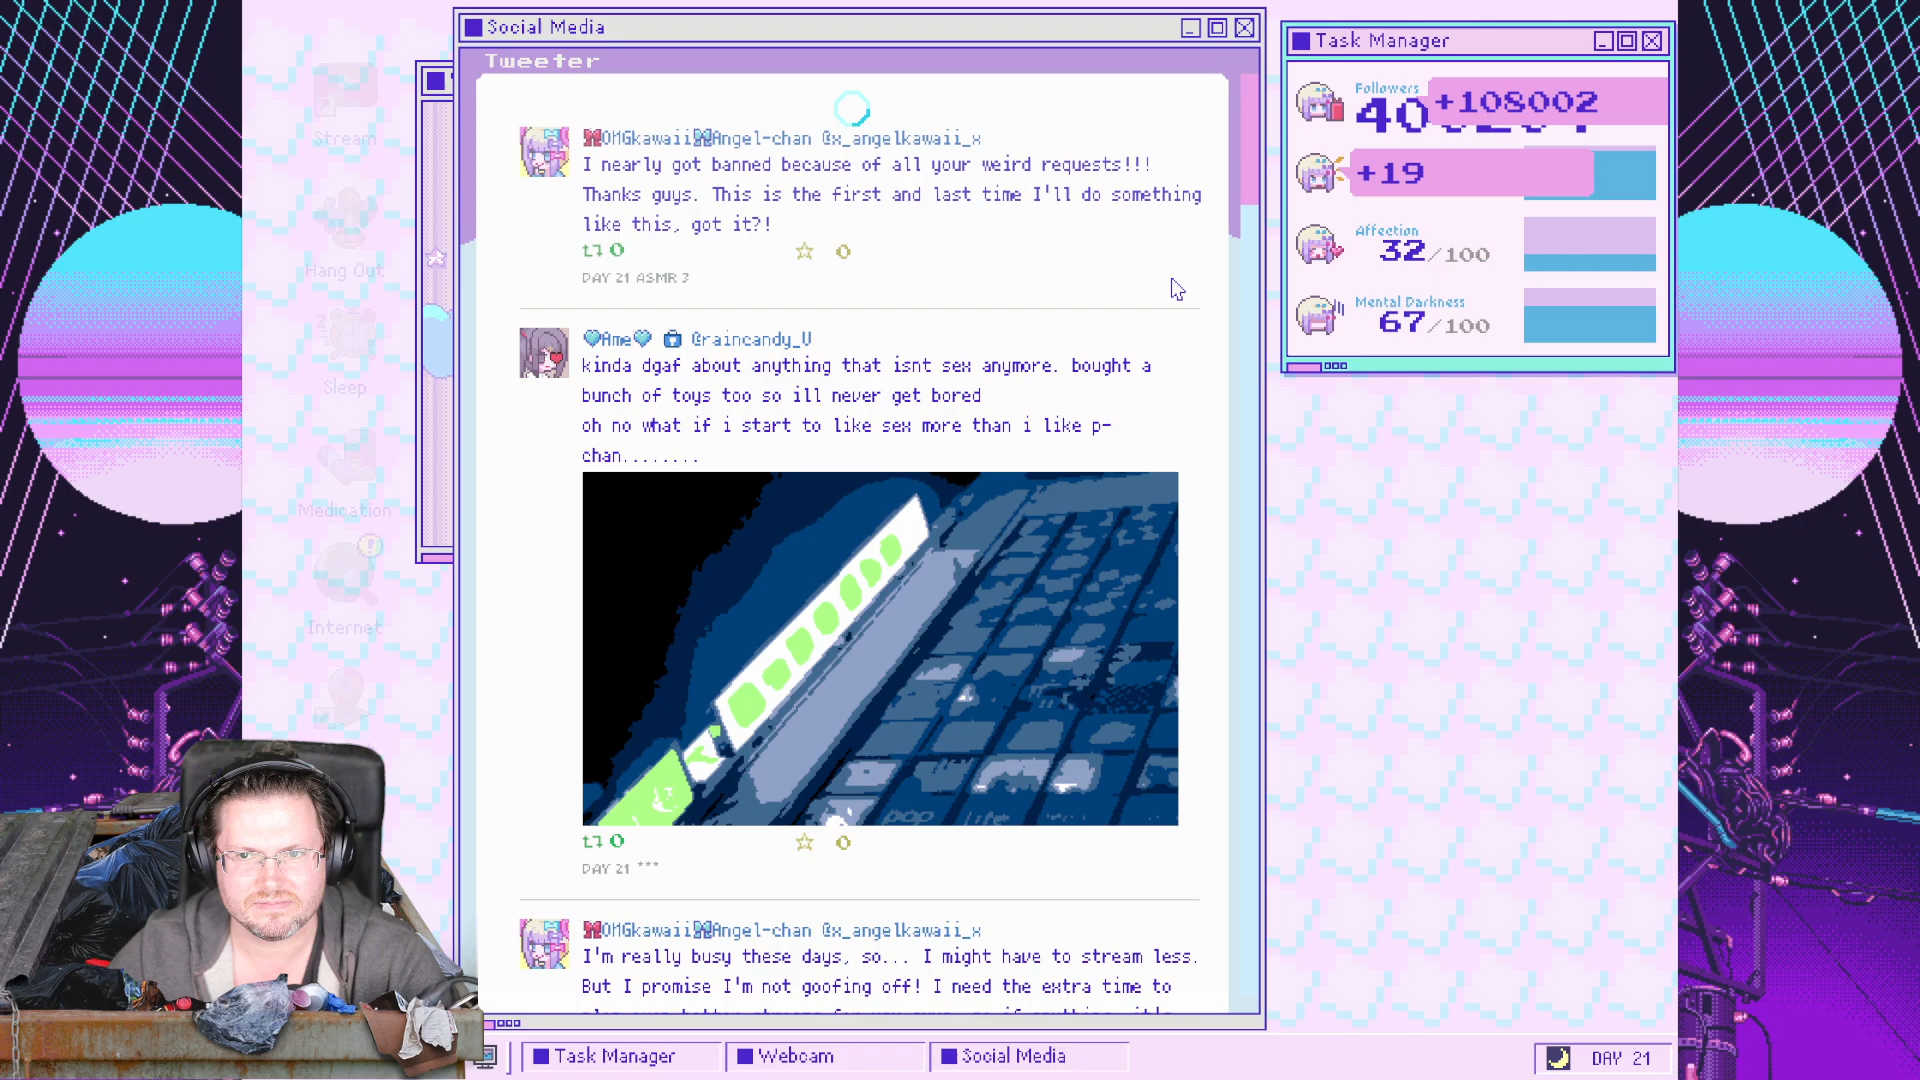 Social Media
Tweeter
🎀OMGkawaii🎀Angel-chan @x_angelkawaii_x
I nearly got banned because of all your weird requests!!!
Thanks guys. This is the first and last time I'll do something
like this, got it?!
0 0
DAY 21 ASMR 3
🩵Ame🩵 @raincandy_U
kinda dgaf about anything that isnt sex anymore. bought a
bunch of toys too so ill never get bored
oh no what if i start to like sex more than i like p-
chan........
0 0
DAY 21 ***
🎀OMGkawaii🎀Angel-chan @x_angelkawaii_x
I'm really busy these days, so... I might have to stream less.
But I promise I'm not goofing off! I need the extra time to
Task Manager
Followers
+108002
+19
Affection
32/100
Mental Darkness
67/100
Stream
Hang Out
Sleep
Medication
Internet
Task Manager
Webcam
Social Media
DAY 21